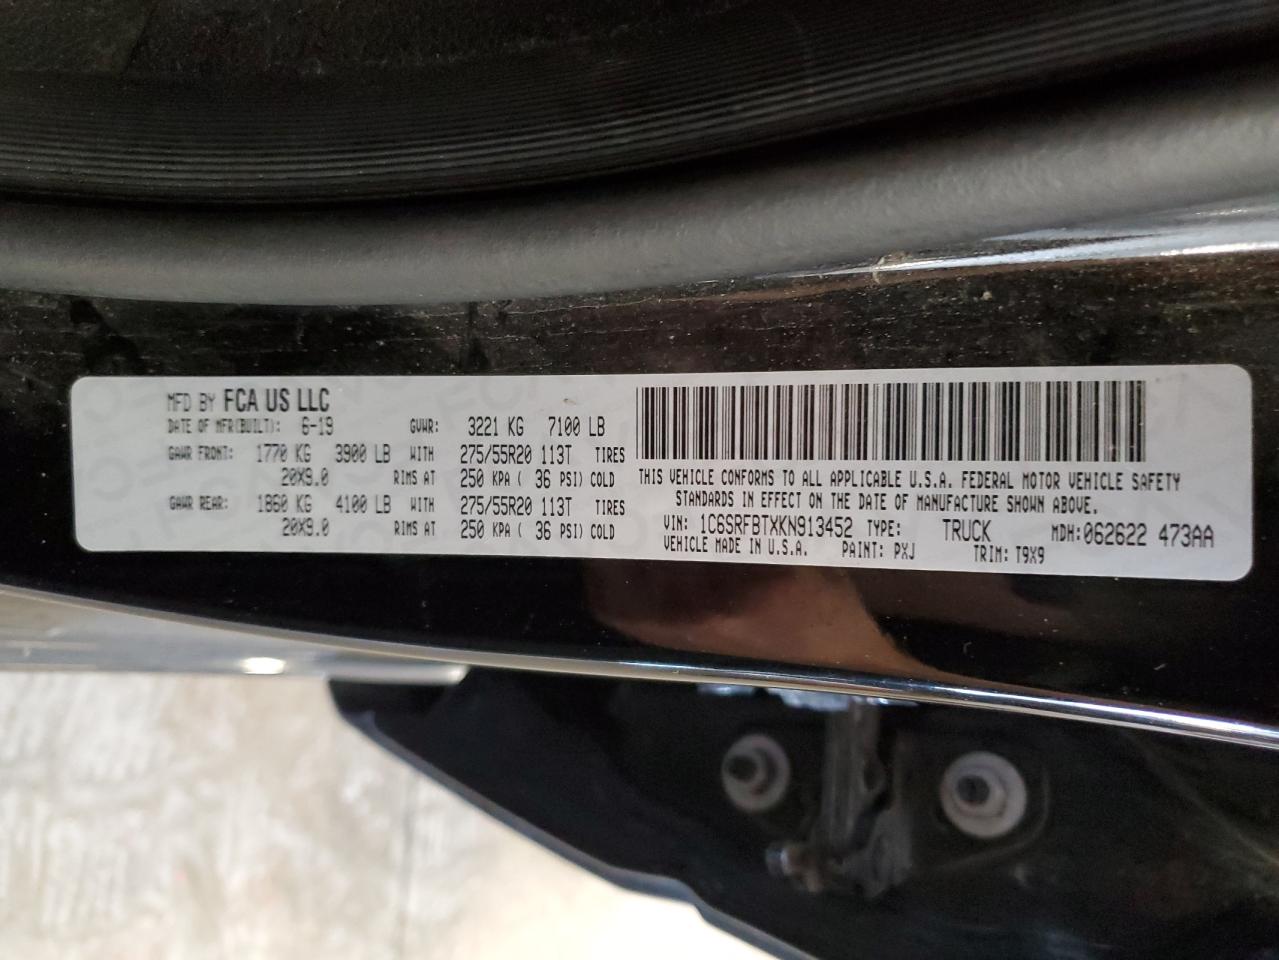 MFD BY FCA US LLC
DATE OF MFR(BUILT): 6-19 GVWR: 3221 KG 7100 LB
GAWR FRONT: 1770 KG 3900 LB WITH 275/55R20 113T TIRES
20X9.0 RIMS AT 250 KPA ( 36 PSI) COLD
GAWR REAR: 1860 KG 4100 LB WITH 275/55R20 113T TIRES
20X9.0 RIMS AT 250 KPA ( 36 PSI) COLD
THIS VEHICLE CONFORMS TO ALL APPLICABLE U.S.A. FEDERAL MOTOR VEHICLE SAFETY
STANDARDS IN EFFECT ON THE DATE OF MANUFACTURE SHOWN ABOVE.
VIN: 1C6SRFBTXKN913452 TYPE: TRUCK MDH:062622 473AA
VEHICLE MADE IN U.S.A. PAINT: PXJ TRIM: T9X9